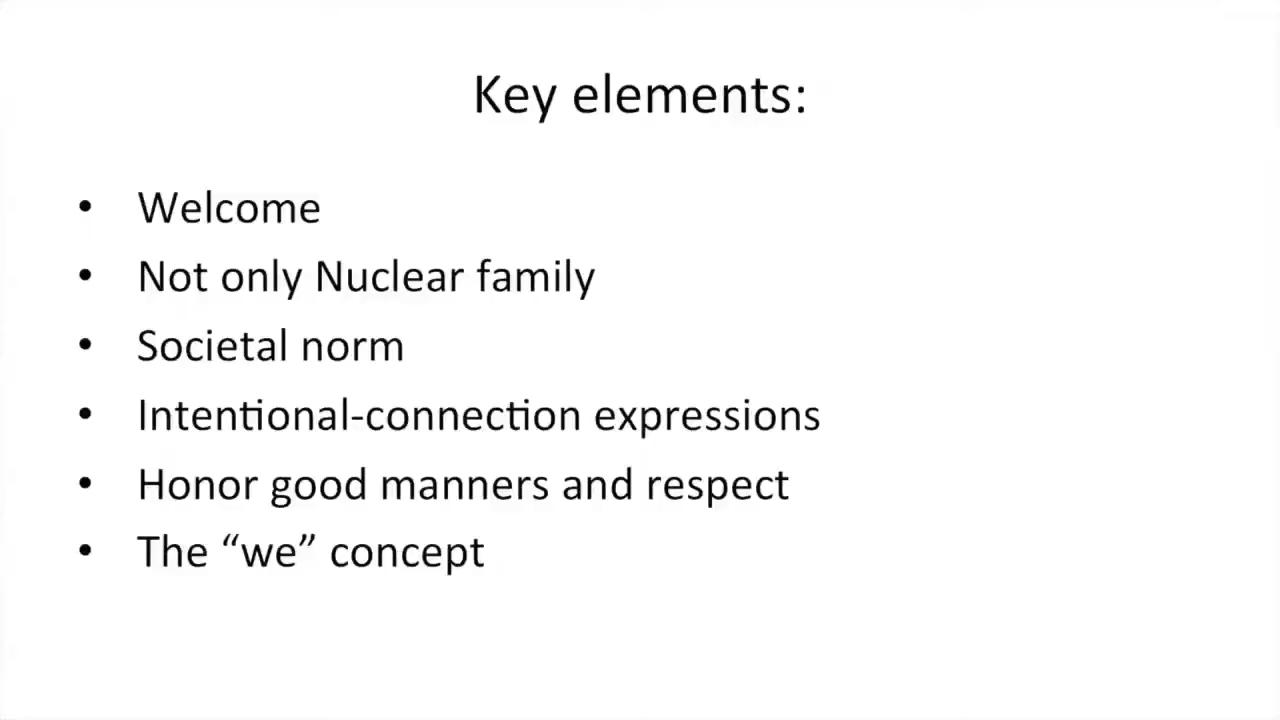 Key elements:
• Welcome
• Not only Nuclear family
• Societal norm
• Intentional-connection expressions
• Honor good manners and respect
• The “we” concept